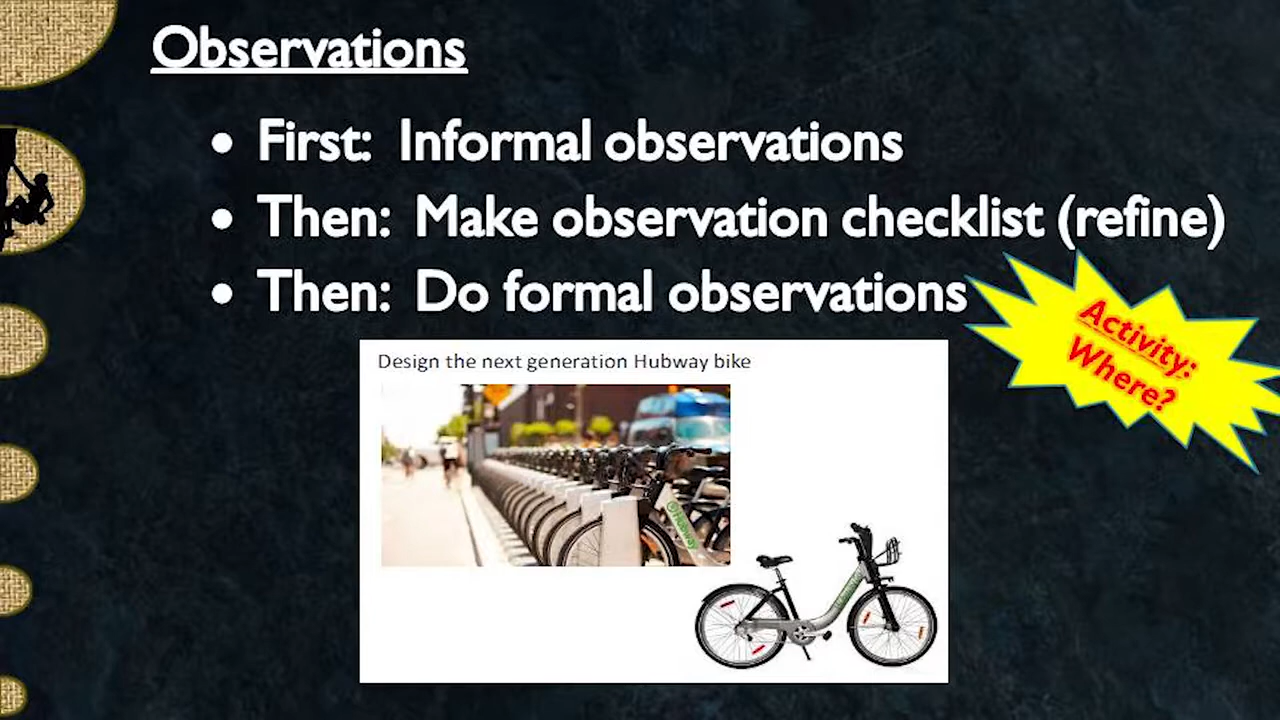 Observations
• First: Informal observations
• Then: Make observation checklist (refine)
• Then: Do formal observations
Activity:
Where?
Design the next generation Hubway bike
Hubway